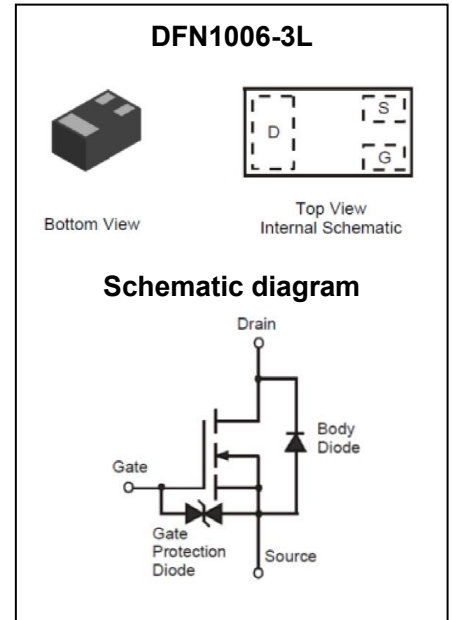 DFN1006-3L
D
S
G
Bottom View
Top View
Internal Schematic
Schematic diagram
Drain
Body
Diode
Gate
Gate
Protection
Diode
Source